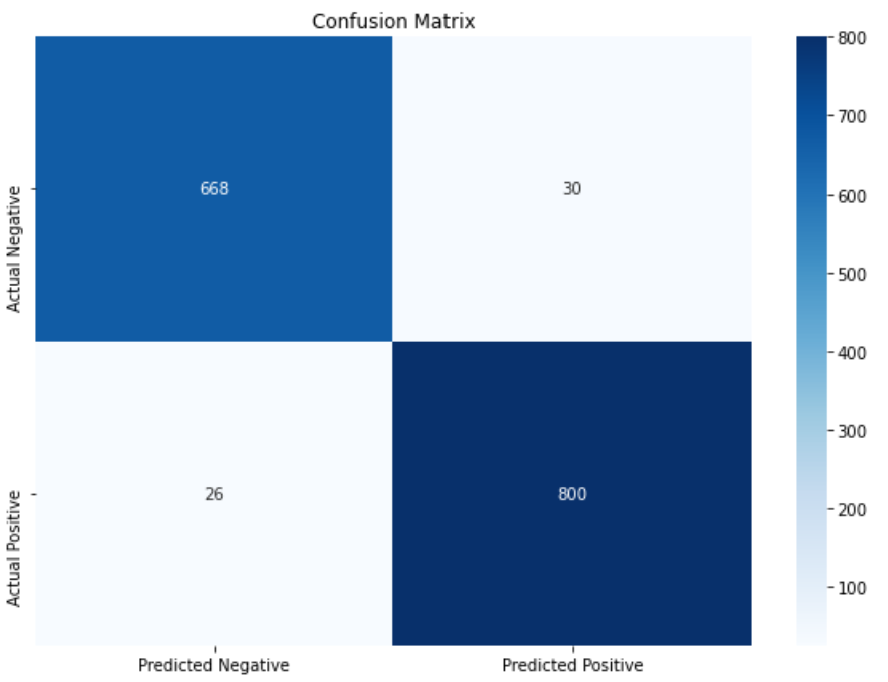 Confusion Matrix
Actual Negative
668
30
Actual Positive
26
800
Predicted Negative
Predicted Positive
800
700
600
500
400
300
200
100